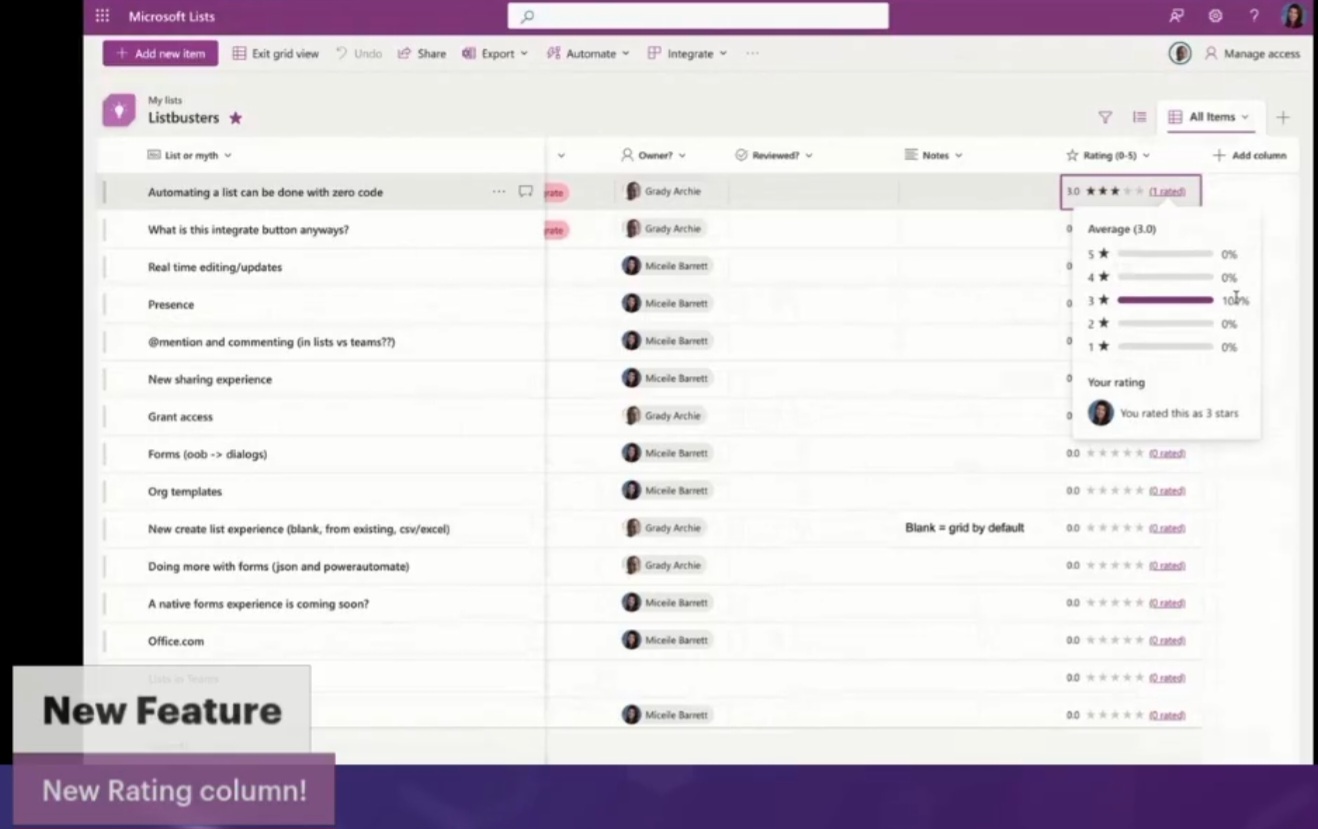 Microsoft Lists
?
Add new item
Exit grid view
Undo
Share
Export
Automate
Integrate
Manage access
My lists
Listbusters
All Items
List or myth
Owner?
Reviewed?
Notes
Rating (0-5)
Add column
Automating a list can be done with zero code
rate
Grady Archie
3.0 (1 rated)
What is this integrate button anyways?
rate
Grady Archie
0
Average (3.0)
5 0%
4 0%
3 100%
2 0%
1 0%
Your rating
You rated this as 3 stars
Real time editing/updates
Miceile Barrett
0
Presence
Miceile Barrett
0
@mention and commenting (in lists vs teams??)
Miceile Barrett
0
New sharing experience
Miceile Barrett
0
Grant access
Grady Archie
0
Forms (oob -> dialogs)
Miceile Barrett
0.0 (0 rated)
Org templates
Miceile Barrett
0.0 (0 rated)
New create list experience (blank, from existing, csv/excel)
Grady Archie
Blank = grid by default
0.0 (0 rated)
Doing more with forms (json and powerautomate)
Grady Archie
0.0 (0 rated)
A native forms experience is coming soon?
Miceile Barrett
0.0 (0 rated)
Office.com
Miceile Barrett
0.0 (0 rated)
Lists in Teams
0.0 (0 rated)
Miceile Barrett
0.0 (0 rated)
New Feature
New Rating column!